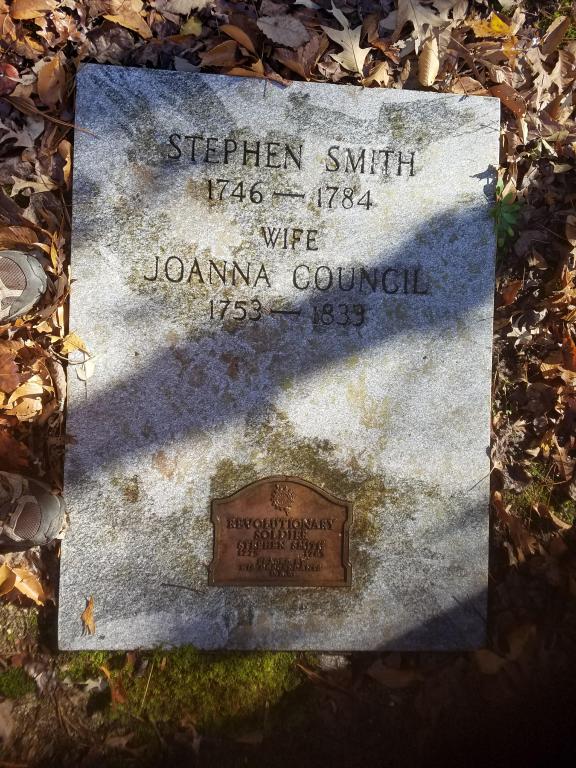 STEPHEN SMITH
1746 — 1784
WIFE
JOANNA COUNCIL
1753 — 1833
REVOLUTIONARY
SOLDIER
STEPHEN SMITH